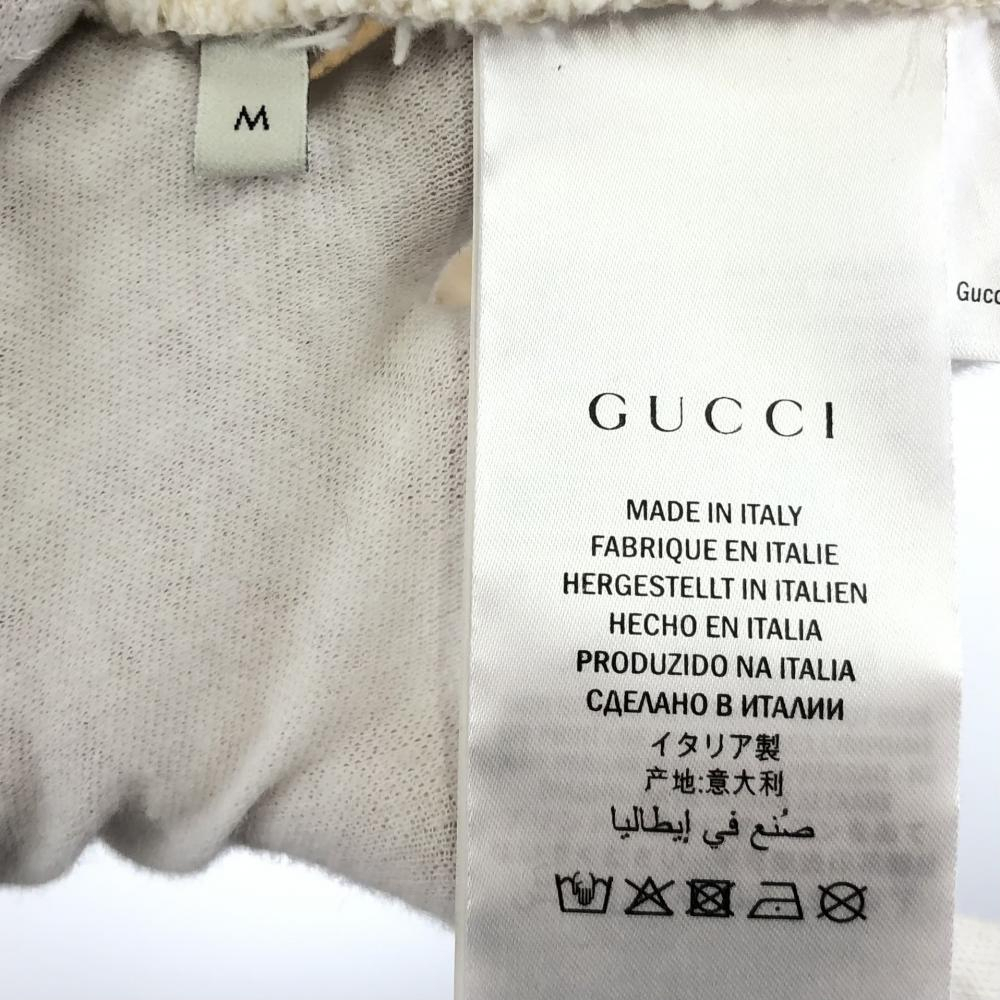 M
GUCCI
MADE IN ITALY
FABRIQUE EN ITALIE
HERGESTELLT IN ITALIEN
HECHO EN ITALIA
PRODUZIDO NA ITALIA
СДЕЛАНО В ИТАЛИИ
イタリア製
产地:意大利
صُنع في إيطاليا